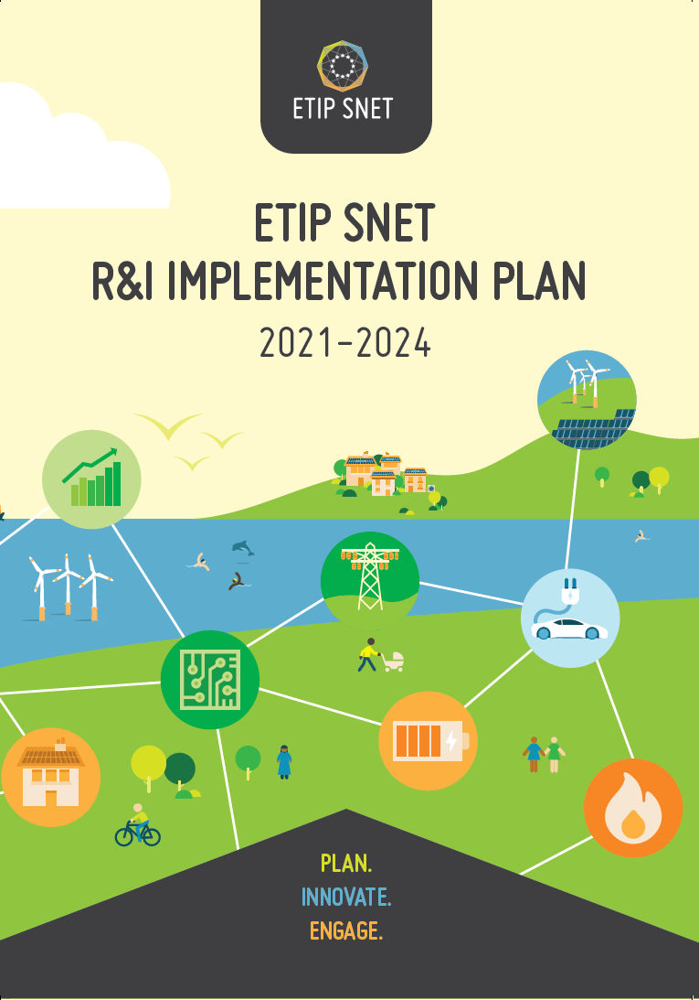 ETIP SNET
ETIP SNET
R&I IMPLEMENTATION PLAN
2021–2024
PLAN.
INNOVATE.
ENGAGE.